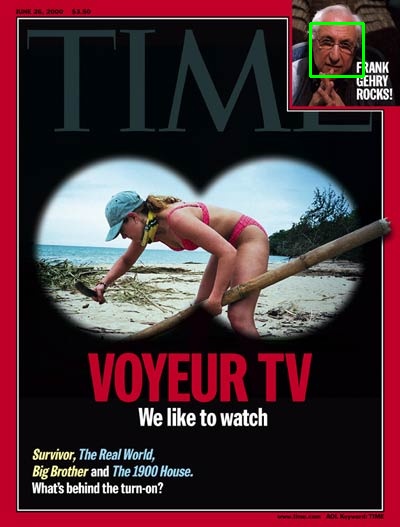 JUNE 26, 2000 $3.50
TIME
FRANK
GEHRY
ROCKS!
VOYEUR TV
We like to watch
Survivor, The Real World,
Big Brother and The 1900 House.
What's behind the turn-on?
www.time.com AOL Keyword: TIME